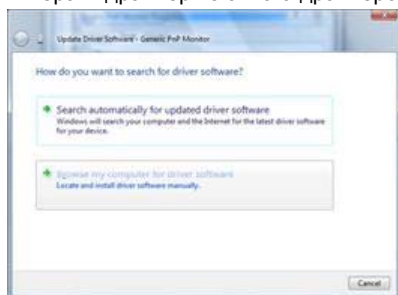 Update Driver Software - Generic PnP Monitor
How do you want to search for driver software?
Search automatically for updated driver software
Windows will search your computer and the Internet for the latest driver software
for your device.
Browse my computer for driver software
Locate and install driver software manually.
Cancel